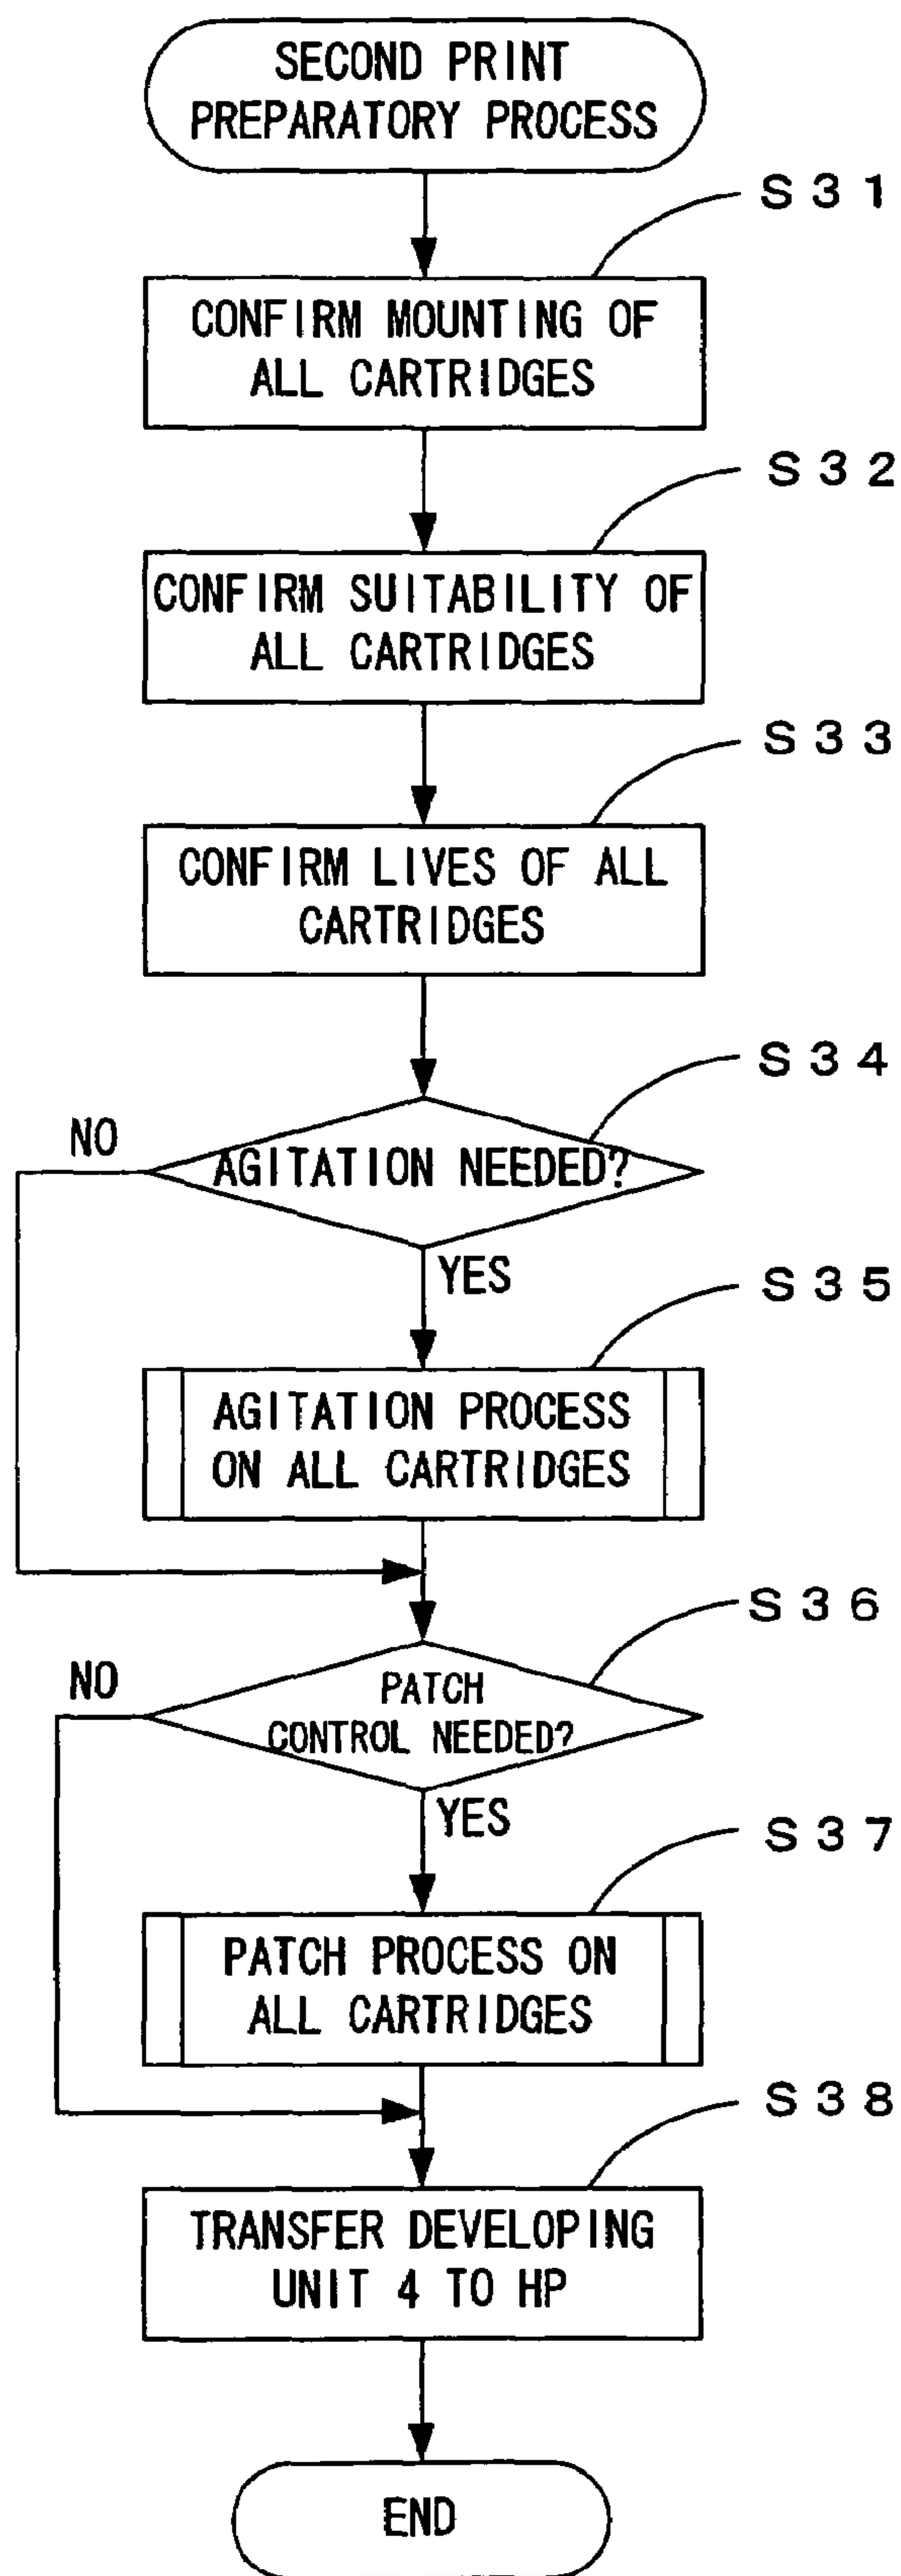 SECOND PRINT
PREPARATORY PROCESS
S31
CONFIRM MOUNTING OF
ALL CARTRIDGES
S32
CONFIRM SUITABILITY OF
ALL CARTRIDGES
S33
CONFIRM LIVES OF ALL
CARTRIDGES
S34
NO
AGITATION NEEDED?
YES
S35
AGITATION PROCESS
ON ALL CARTRIDGES
S36
NO
PATCH
CONTROL NEEDED?
YES
S37
PATCH PROCESS ON
ALL CARTRIDGES
S38
TRANSFER DEVELOPING
UNIT 4 TO HP
END